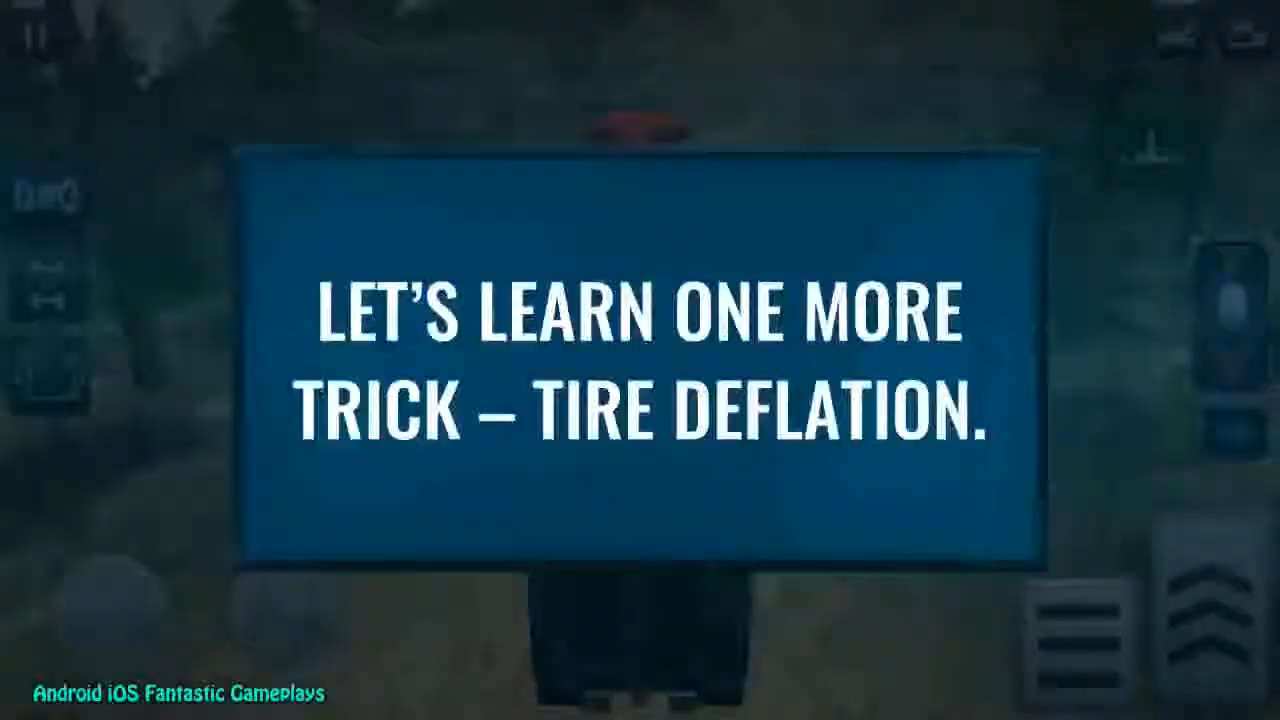 LET’S LEARN ONE MORE
TRICK – TIRE DEFLATION.
Android iOS Fantastic Gameplays